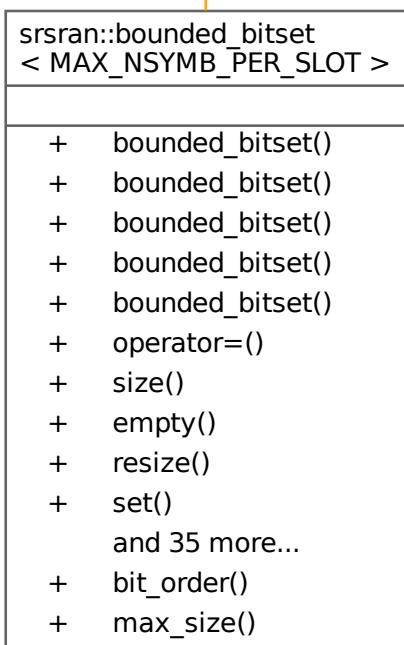 srsran::bounded_bitset
< MAX_NSYMB_PER_SLOT >
+ bounded_bitset()
+ bounded_bitset()
+ bounded_bitset()
+ bounded_bitset()
+ bounded_bitset()
+ operator=()
+ size()
+ empty()
+ resize()
+ set()
and 35 more...
+ bit_order()
+ max_size()